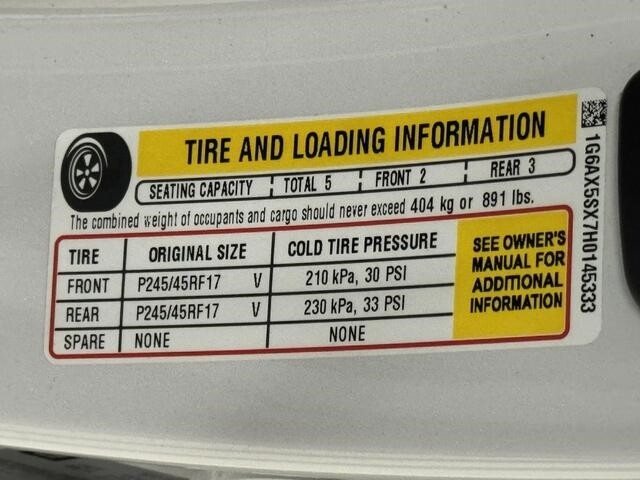 TIRE AND LOADING INFORMATION
SEATING CAPACITY TOTAL 5 FRONT 2 REAR 3
The combined weight of occupants and cargo should never exceed 404 kg or 891 lbs.
TIRE ORIGINAL SIZE COLD TIRE PRESSURE
FRONT P245/45RF17 V 210 kPa, 30 PSI
REAR P245/45RF17 V 230 kPa, 33 PSI
SPARE NONE NONE
SEE OWNER'S
MANUAL FOR
ADDITIONAL
INFORMATION
1G6AX5SX7H0145333